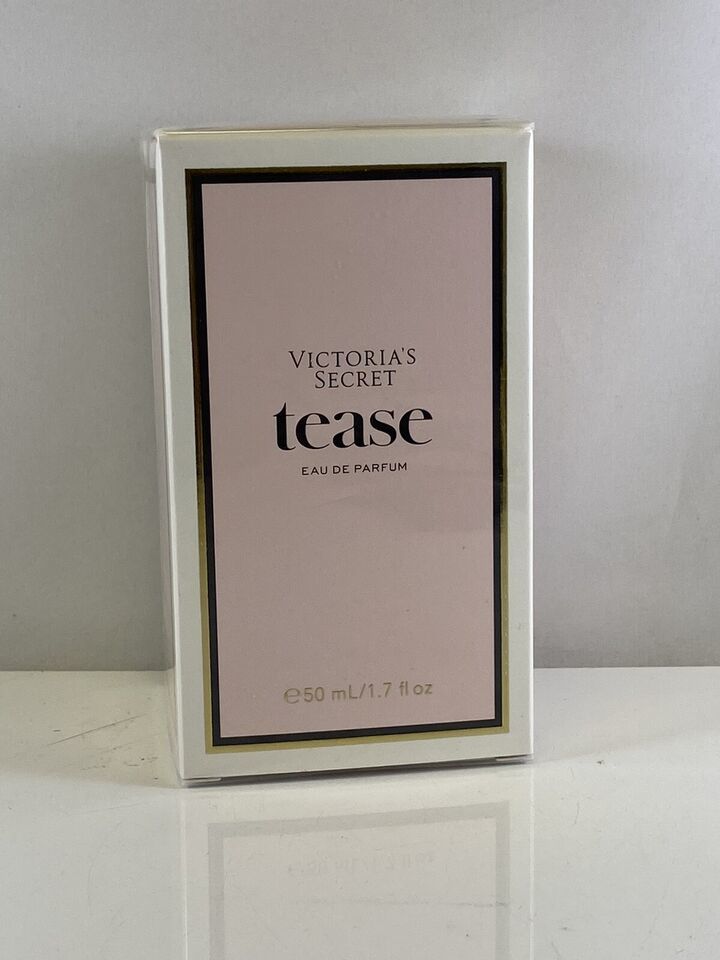 VICTORIA'S
SECRET
tease
EAU DE PARFUM
℮50 mL/1.7 fl oz